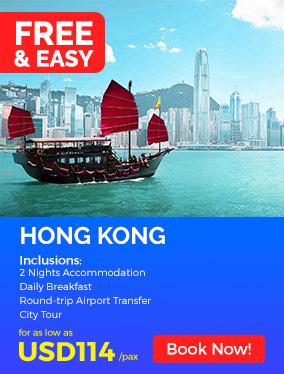 FREE
& EASY
HONG KONG
Inclusions:
2 Nights Accommodation
Daily Breakfast
Round-trip Airport Transfer
City Tour
for as low as
USD114 /pax
Book Now!